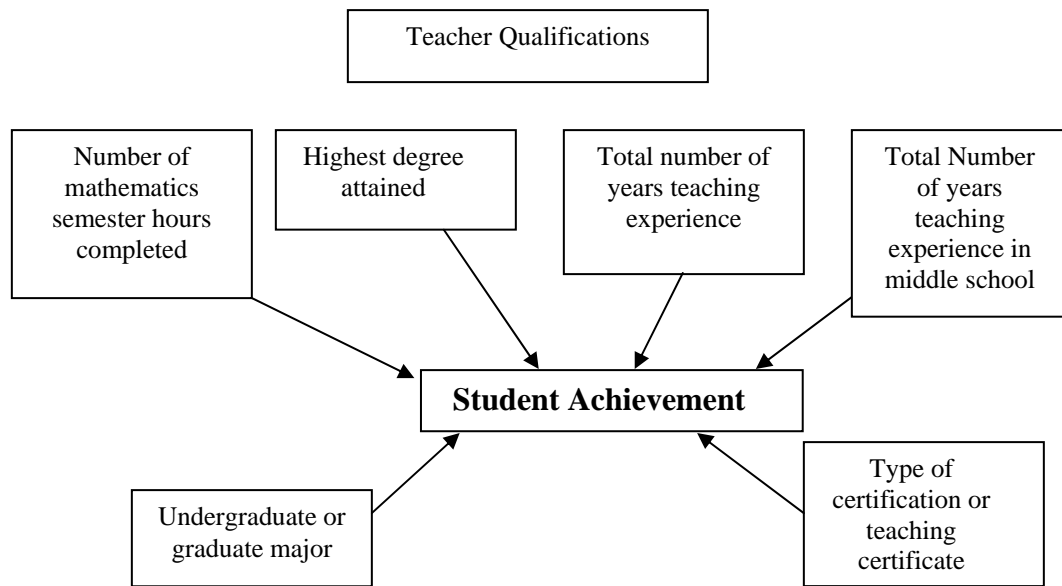 Teacher Qualifications
Number of
mathematics
semester hours
completed
Highest degree
attained
Total number of
years teaching
experience
Total Number
of years
teaching
experience in
middle school
Student Achievement
Undergraduate or
graduate major
Type of
certification or
teaching
certificate